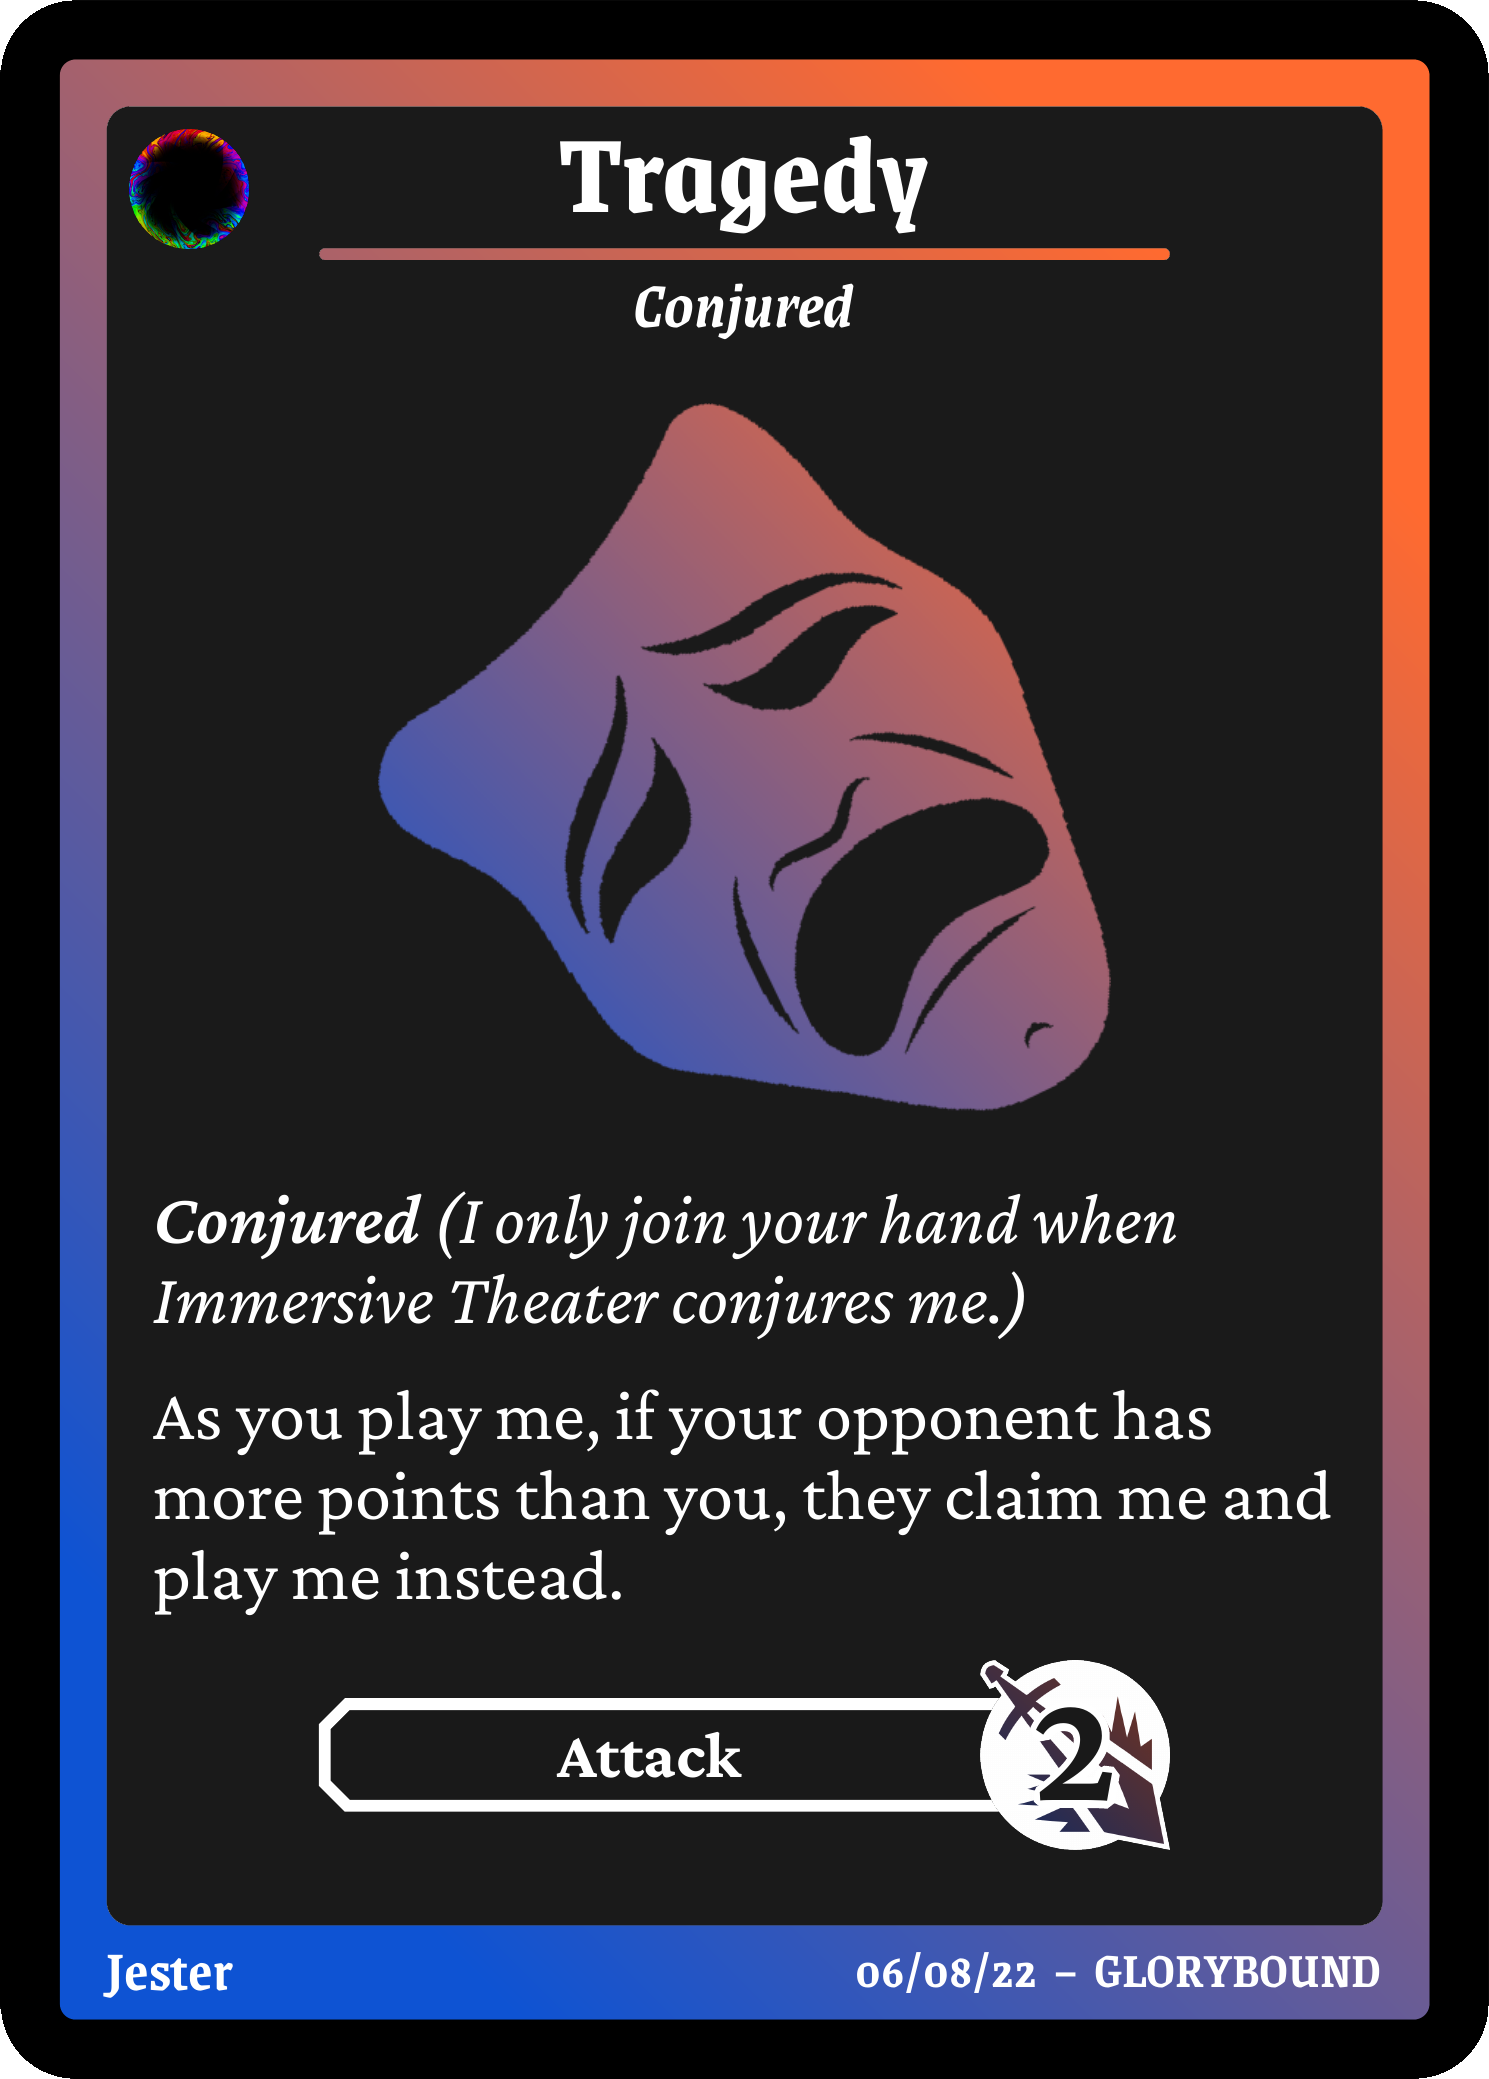 Tragedy
Conjured
Conjured (I only join your hand when
Immersive Theater conjures me.)
As you play me, if your opponent has
more points than you, they claim me and
play me instead.
Attack
2
Jester
06/08/22 – GLORYBOUND